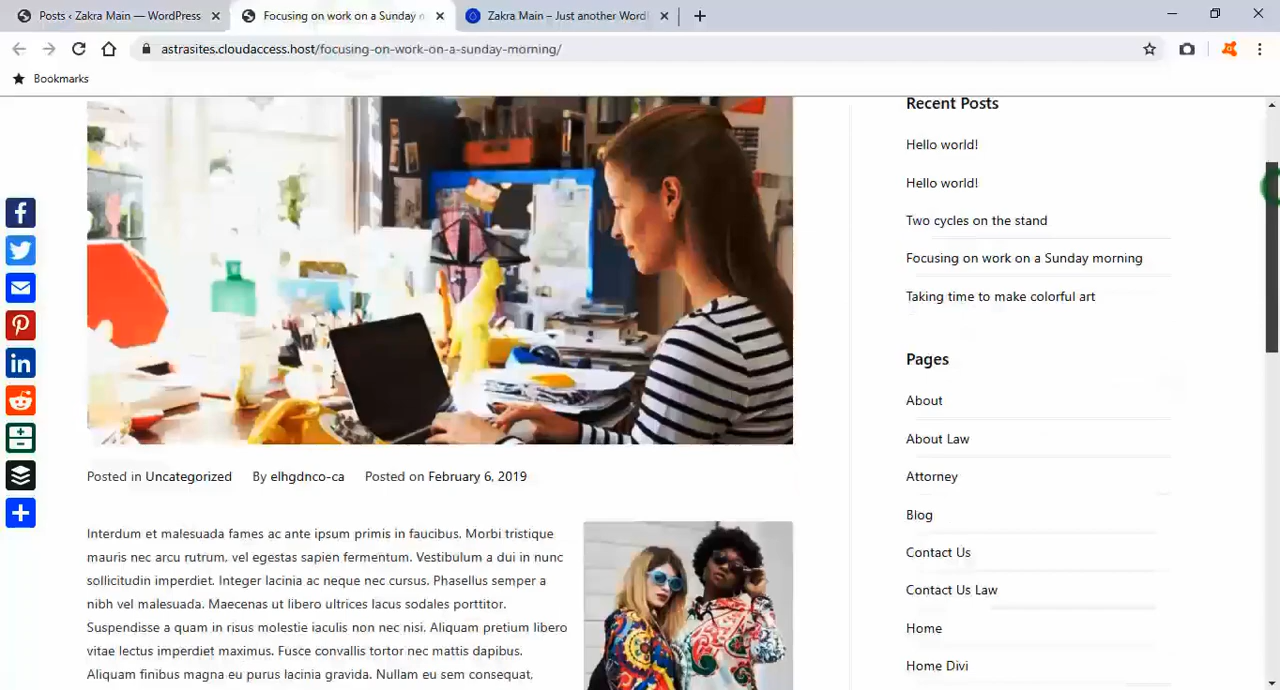 Posts ‹ Zakra Main — WordPress
Focusing on work on a Sunday
Zakra Main – Just another Word
astrasites.cloudaccess.host/focusing-on-work-on-a-sunday-morning/
Bookmarks
Recent Posts
Hello world!
Hello world!
Two cycles on the stand
Focusing on work on a Sunday morning
Taking time to make colorful art
Pages
About
About Law
Attorney
Blog
Contact Us
Contact Us Law
Home
Home Divi
Posted in Uncategorized By elhgdnco-ca Posted on February 6, 2019
Interdum et malesuada fames ac ante ipsum primis in faucibus. Morbi tristique
mauris nec arcu rutrum, vel egestas sapien fermentum. Vestibulum a dui in nunc
sollicitudin imperdiet. Integer lacinia ac neque nec cursus. Phasellus semper a
nibh vel malesuada. Maecenas ut libero ultrices lacus sodales porttitor.
Suspendisse a quam in risus molestie iaculis non nec nisi. Aliquam pretium libero
vitae lectus imperdiet maximus. Fusce convallis tortor nec mattis dapibus.
Aliquam finibus magna eu purus lacinia gravida. Nullam eu sem consequat,